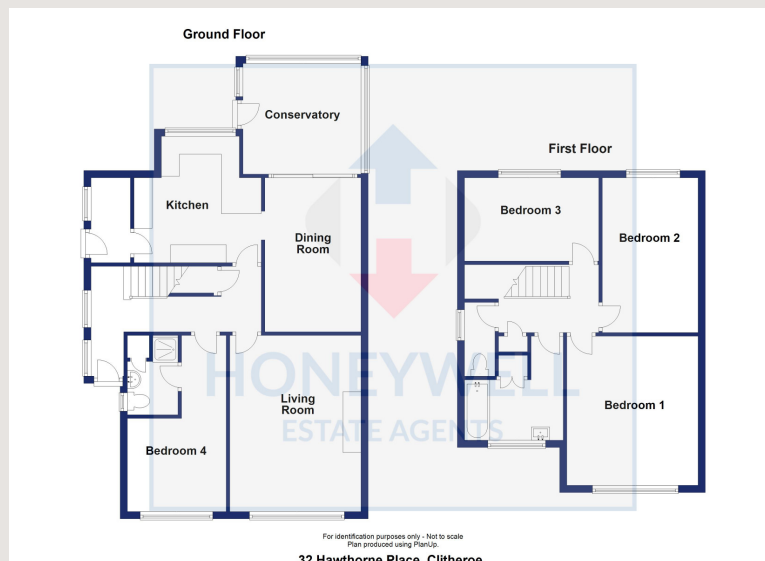 Ground Floor
Conservatory
Kitchen
Dining
Room
Living
Room
Bedroom 4
First Floor
Bedroom 3
Bedroom 2
Bedroom 1
HONEYWELL
ESTATE AGENTS
For identification purposes only - Not to scale
Plan produced using PlanUp.
32 Hawthorne Place, Clitheroe